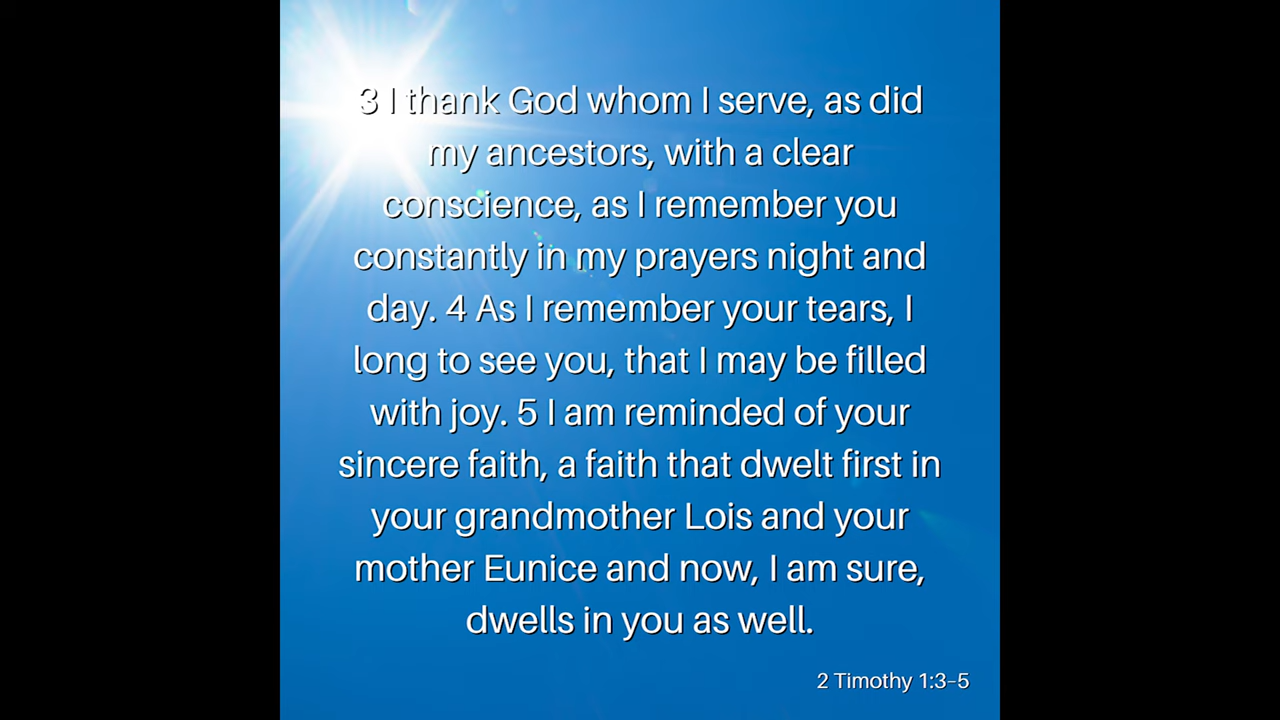 3 I thank God whom I serve, as did
my ancestors, with a clear
conscience, as I remember you
constantly in my prayers night and
day. 4 As I remember your tears, I
long to see you, that I may be filled
with joy. 5 I am reminded of your
sincere faith, a faith that dwelt first in
your grandmother Lois and your
mother Eunice and now, I am sure,
dwells in you as well.
2 Timothy 1:3–5